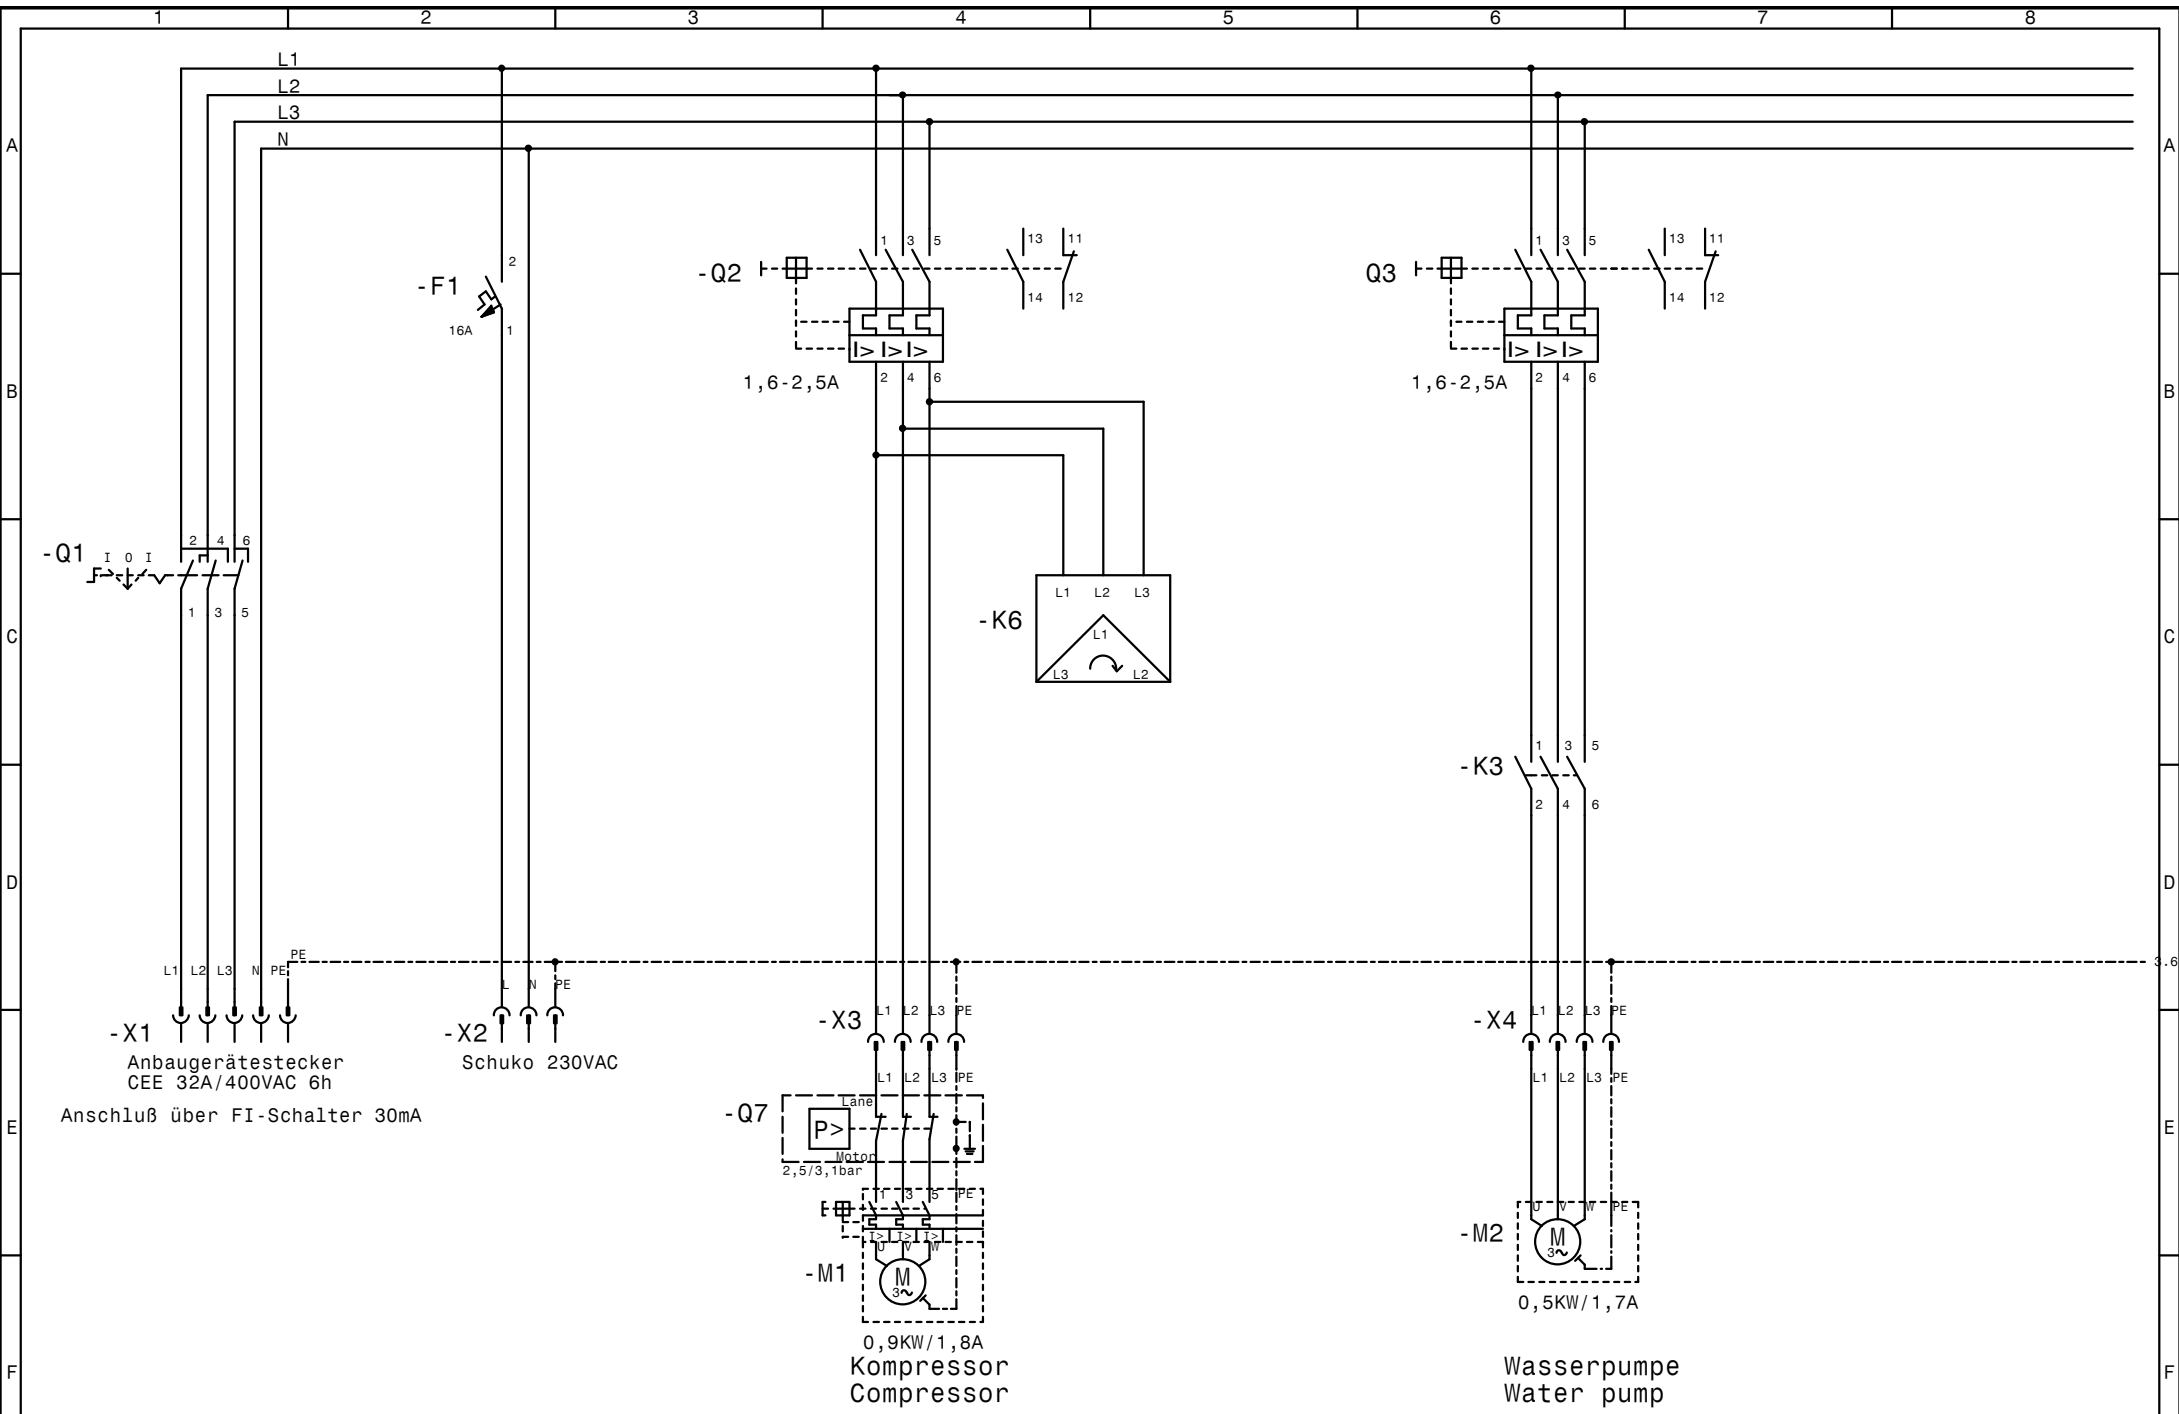 1 2 3 4 5 6 7 8
L1
L2
L3
N
A A
-F1
2
16A
1
-Q2
1 3 5 13 11
14 12
I> I> I>
1,6-2,5A
2 4 6
Q3
1 3 5 13 11
14 12
I> I> I>
1,6-2,5A
2 4 6
B B
-Q1
I 0 I
2 4 6
1 3 5
-K6
L1 L2 L3
L1
L3 L2
C C
-K3
1 3 5
2 4 6
D D
PE
3.6
L1 L2 L3 N PE
-X1
Anbaugerätestecker
CEE 32A/400VAC 6h
Anschluß über FI-Schalter 30mA
L N PE
-X2
Schuko 230VAC
L1 L2 L3 PE
-X3
L1 L2 L3 PE
-Q7
Lane
P>
Motor
2,5/3,1bar
1 3 5 PE
I> I> I>
U V W
-M1
M
3~
0,9KW/1,8A
Kompressor
Compressor
L1 L2 L3 PE
-X4
L1 L2 L3 PE
E E
U V W PE
-M2
M
3~
0,5KW/1,7A
Wasserpumpe
Water pump
F F